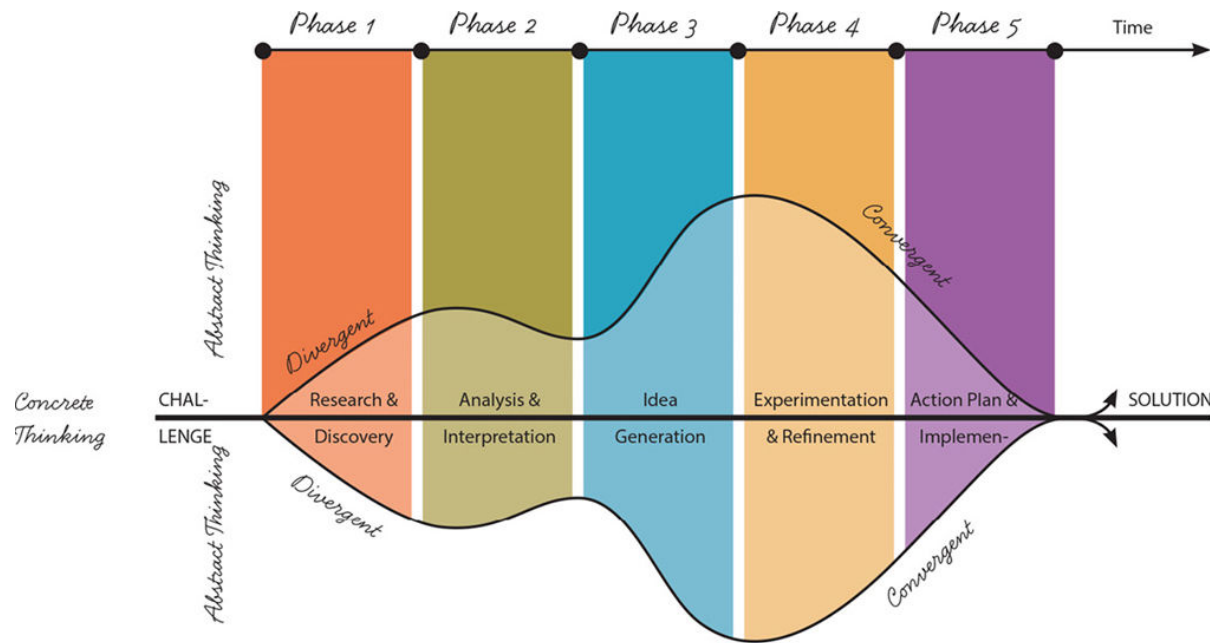 Phase 1 Phase 2 Phase 3 Phase 4 Phase 5 Time
Abstract Thinking
Divergent
Convergent
Concrete
Thinking
CHAL-
LENGE
Research &
Discovery
Analysis &
Interpretation
Idea
Generation
Experimentation
& Refinement
Action Plan &
Implemen-
SOLUTION
Abstract Thinking
Divergent
Convergent